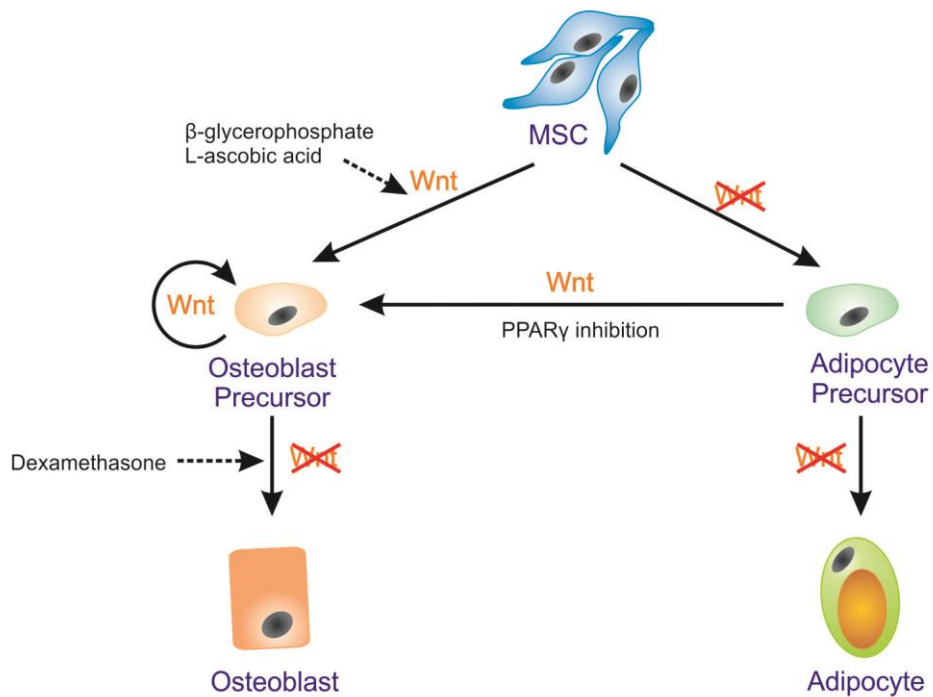 MSC
β-glycerophosphate
L-ascobic acid
Wnt
Wnt
Wnt
Wnt
PPARγ inhibition
Osteoblast
Precursor
Adipocyte
Precursor
Dexamethasone
Wnt
Wnt
Osteoblast
Adipocyte